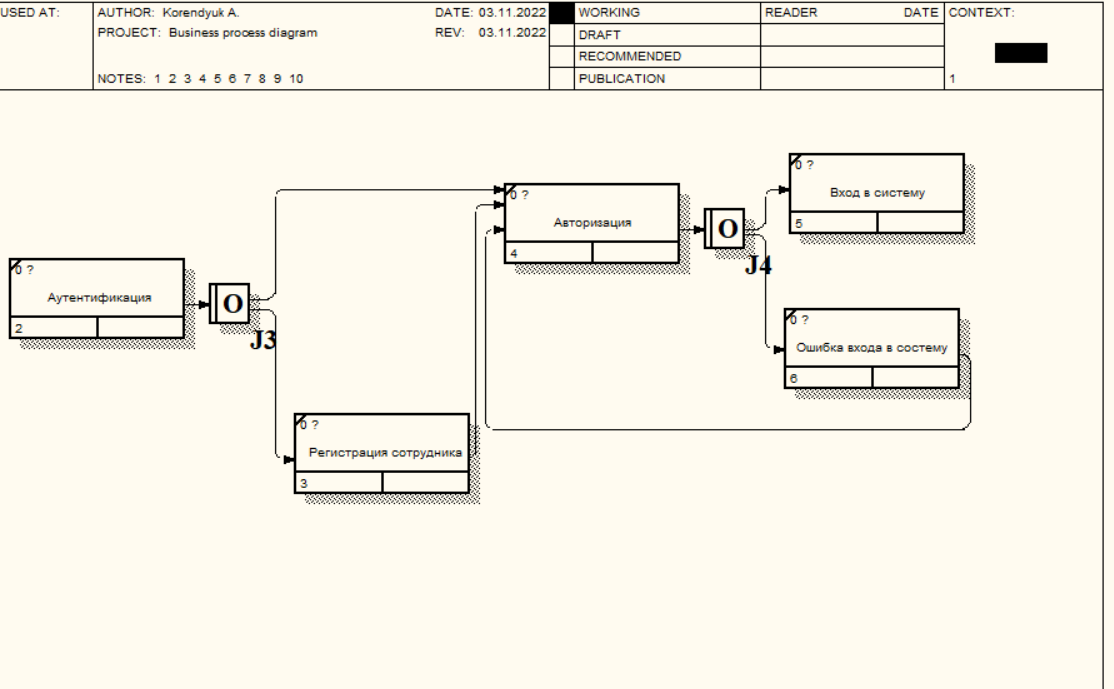 USED AT:
AUTHOR: Korendyuk A.
DATE: 03.11.2022
PROJECT: Business process diagram
REV: 03.11.2022
NOTES: 1 2 3 4 5 6 7 8 9 10
WORKING
DRAFT
RECOMMENDED
PUBLICATION
READER
DATE
CONTEXT:
1
0 ?
Вход в систему
5
0 ?
Авторизация
4
O
J4
0 ?
Аутентификация
2
O
J3
0 ?
Ошибка входа в состему
6
0 ?
Регистрация сотрудника
3